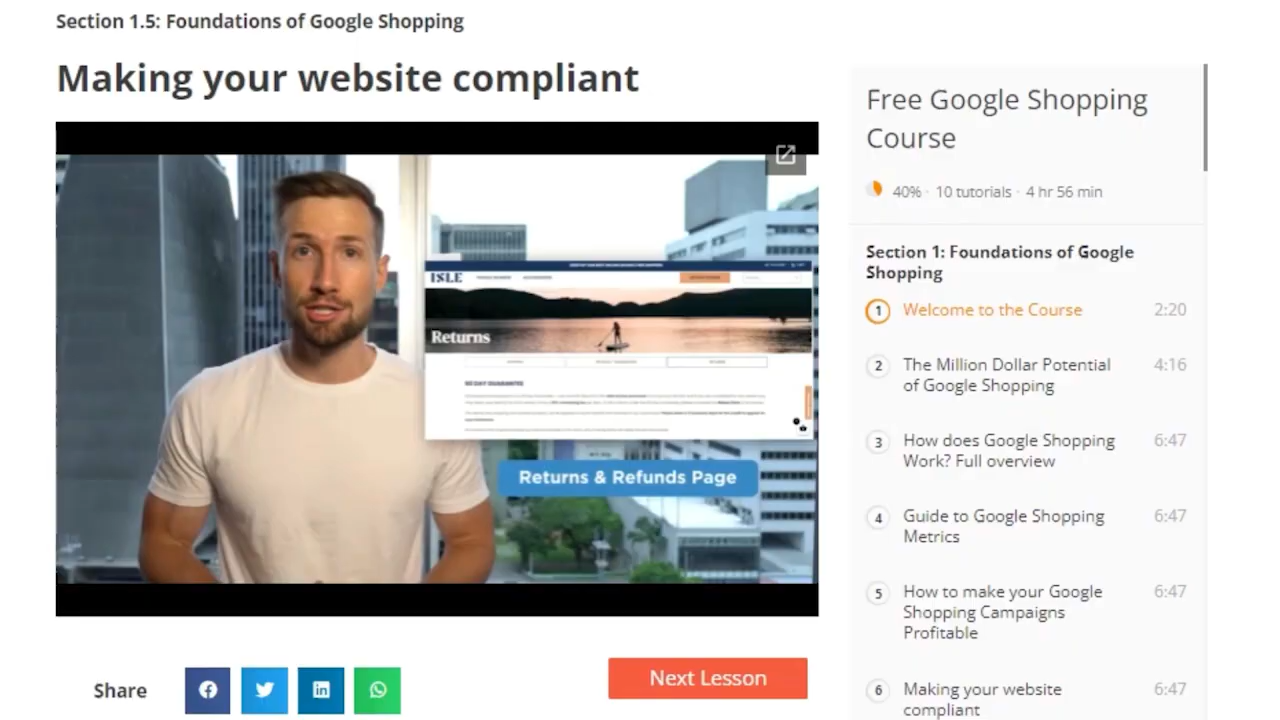 Section 1.5: Foundations of Google Shopping
Making your website compliant
ISLE
Returns
Returns & Refunds Page
Share
Next Lesson
Free Google Shopping
Course
40% · 10 tutorials · 4 hr 56 min
Section 1: Foundations of Google
Shopping
1 Welcome to the Course 2:20
2 The Million Dollar Potential 4:16
of Google Shopping
3 How does Google Shopping 6:47
Work? Full overview
4 Guide to Google Shopping 6:47
Metrics
5 How to make your Google 6:47
Shopping Campaigns
Profitable
6 Making your website 6:47
compliant